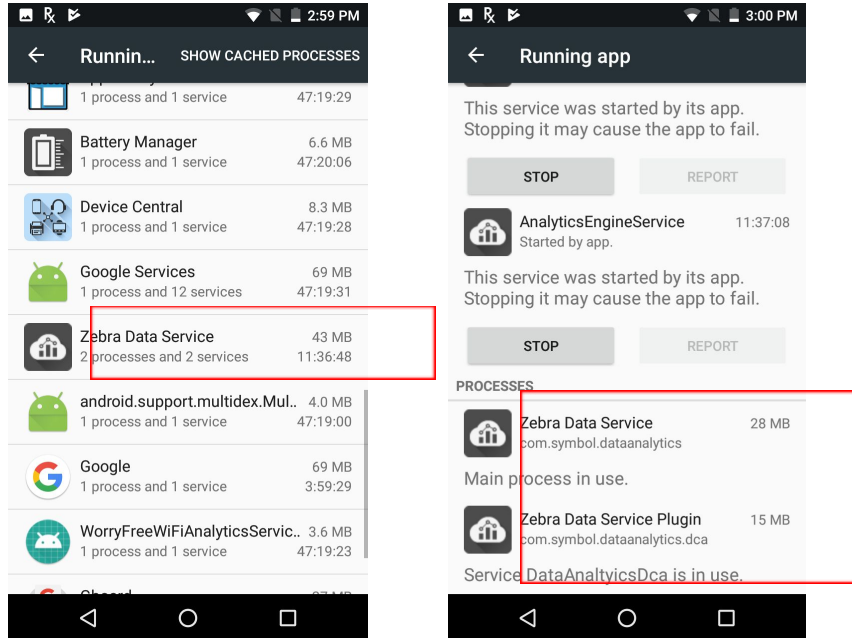 2:59 PM
Runnin... SHOW CACHED PROCESSES
1 process and 1 service 47:19:29
Battery Manager 6.6 MB
1 process and 1 service 47:20:06
Device Central 8.3 MB
1 process and 1 service 47:19:28
Google Services 69 MB
1 process and 12 services 47:19:31
Zebra Data Service 43 MB
2 processes and 2 services 11:36:48
android.support.multidex.Mul.. 4.0 MB
1 process and 1 service 47:19:00
Google 69 MB
1 process and 1 service 3:59:29
WorryFreeWiFiAnalyticsServic.. 3.6 MB
1 process and 1 service 47:19:23
3:00 PM
Running app
This service was started by its app.
Stopping it may cause the app to fail.
STOP REPORT
AnalyticsEngineService 11:37:08
Started by app.
This service was started by its app.
Stopping it may cause the app to fail.
STOP REPORT
PROCESSES
Zebra Data Service 28 MB
com.symbol.dataanalytics
Main process in use.
Zebra Data Service Plugin 15 MB
com.symbol.dataanalytics.dca
Service DataAnaltyicsDca is in use.